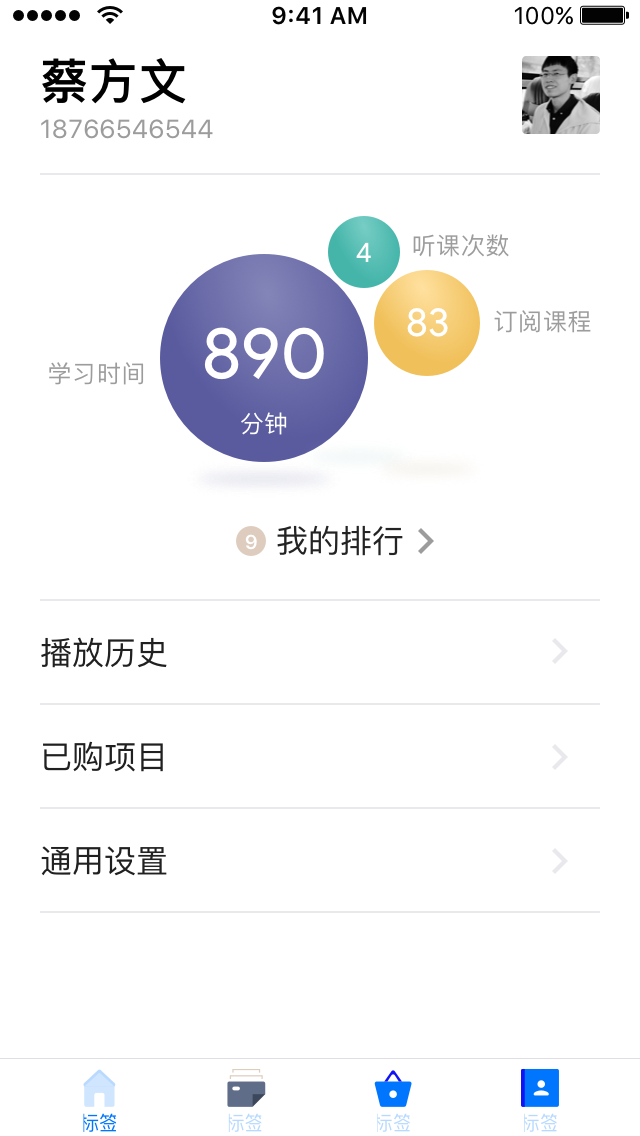 9:41 AM 100%
蔡方文
18766546544
4 听课次数
83 订阅课程
890
学习时间
分钟
9 我的排行
播放历史
已购项目
通用设置
标签 标签 标签 标签